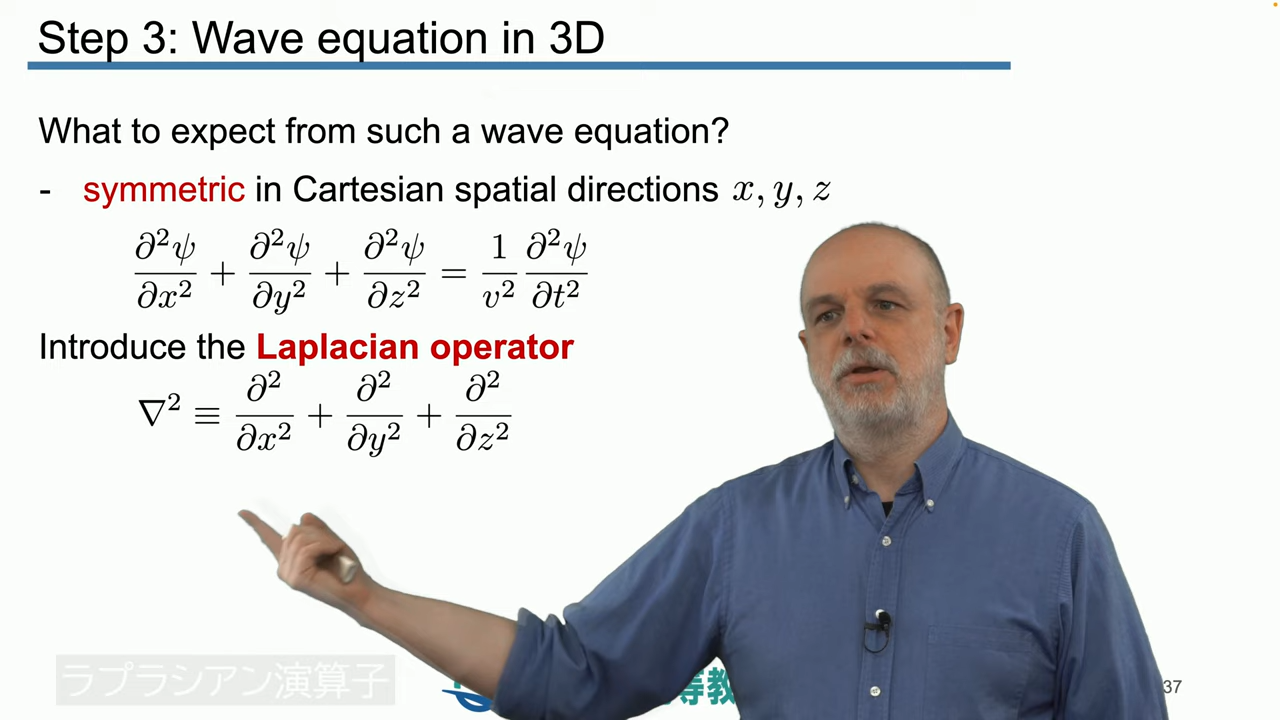 Step 3: Wave equation in 3D
What to expect from such a wave equation?
- symmetric in Cartesian spatial directions x, y, z
∂²ψ/∂x² + ∂²ψ/∂y² + ∂²ψ/∂z² = 1/v² ∂²ψ/∂t²
Introduce the Laplacian operator
∇² ≡ ∂²/∂x² + ∂²/∂y² + ∂²/∂z²
ラプラシアン演算子
等教
37